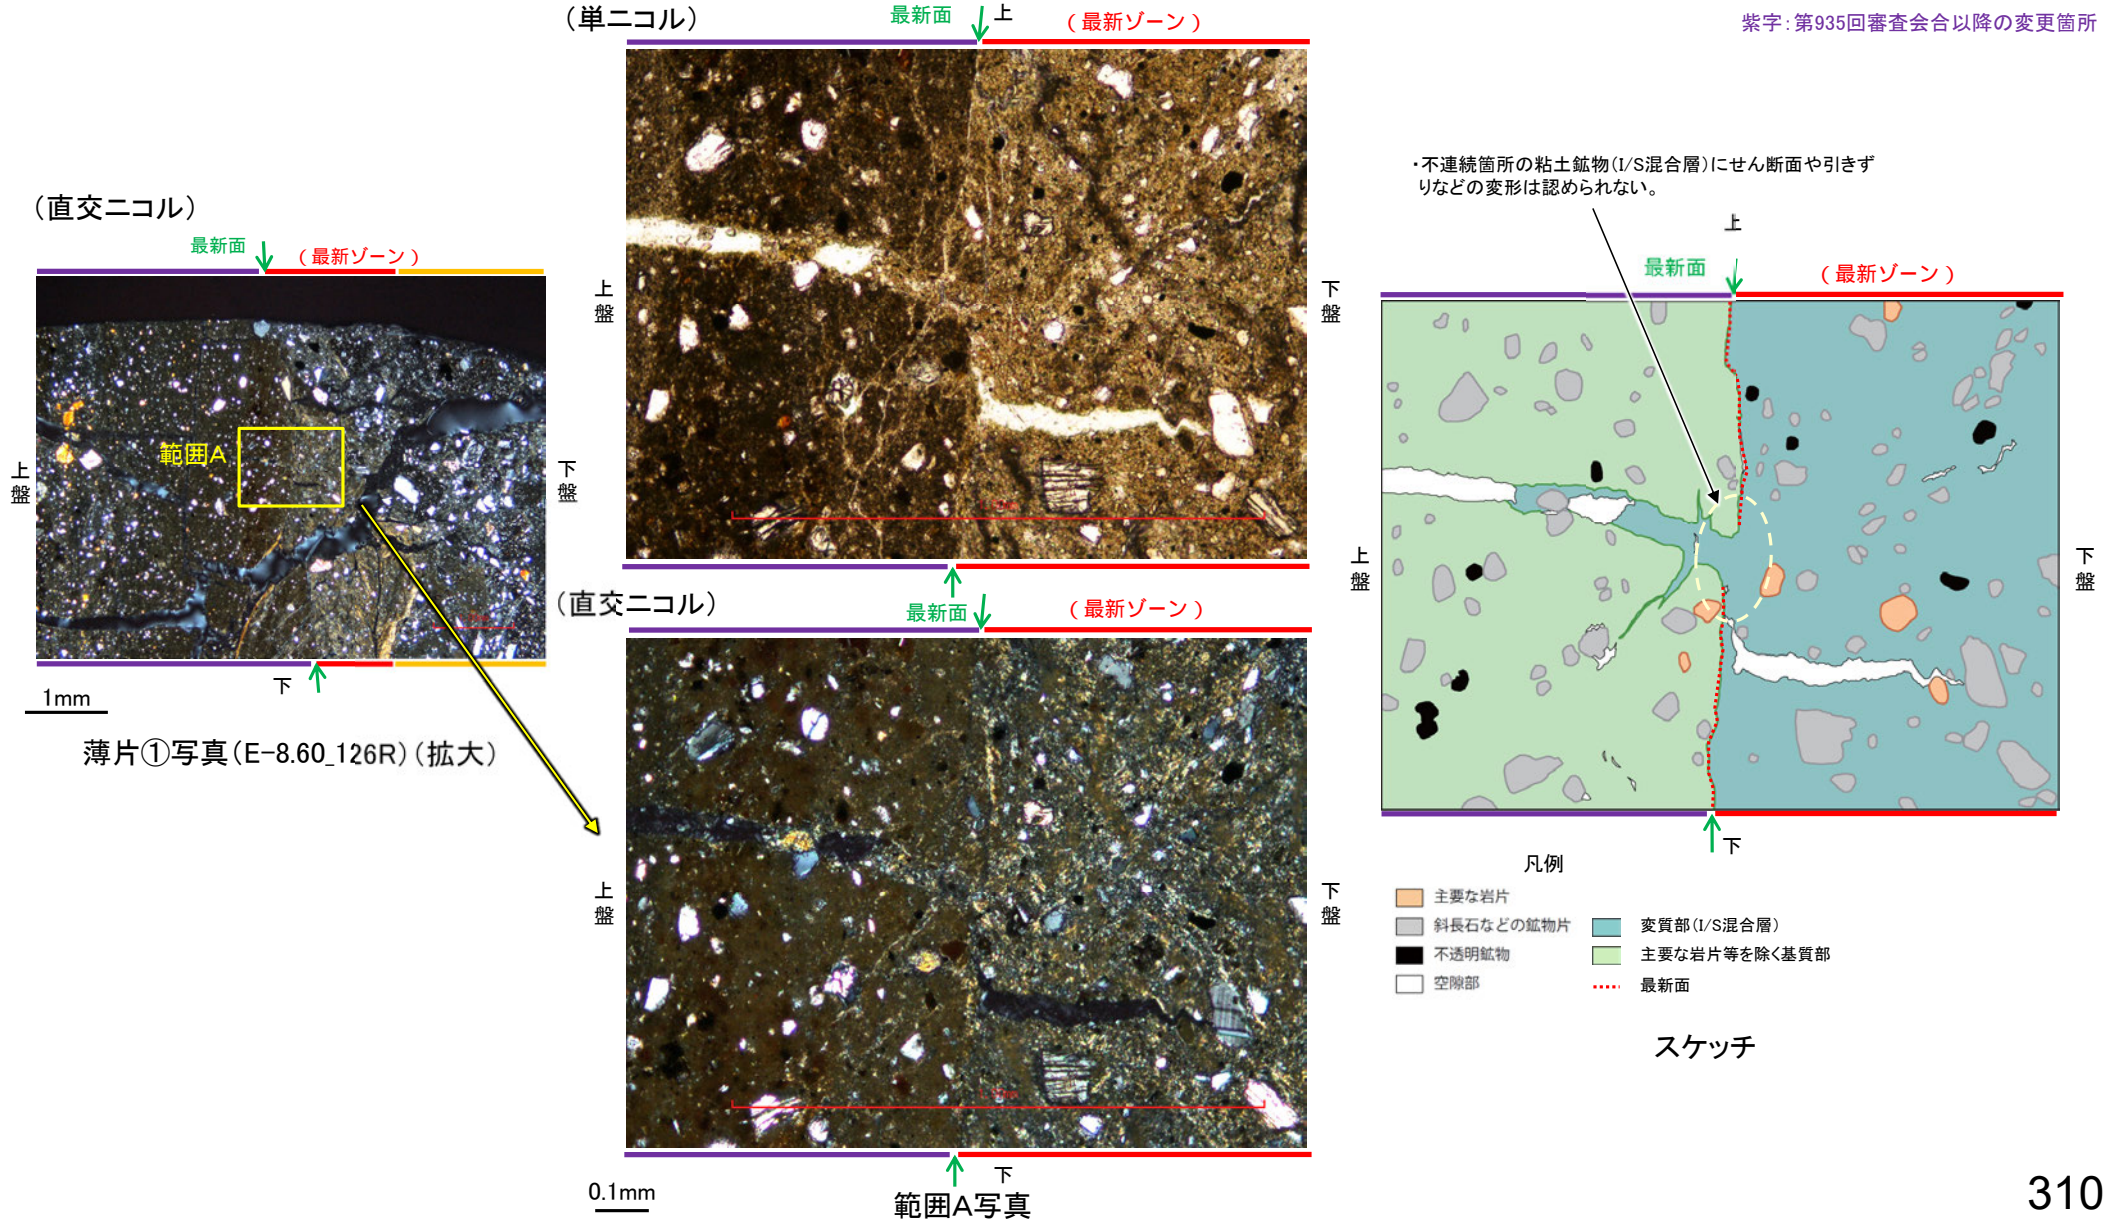 紫字：第935回審査会合以降の変更箇所
（直交ニコル）
最新面
（最新ゾーン）
上盤
範囲A
下盤
下
1mm
薄片①写真（E-8.60_126R）（拡大）
（単ニコル）
最新面
上
（最新ゾーン）
上盤
下盤
（直交ニコル）
最新面
（最新ゾーン）
上盤
下盤
下
0.1mm
範囲A写真
・不連続箇所の粘土鉱物（I/S混合層）にせん断面や引きず
りなどの変形は認められない。
上
最新面
（最新ゾーン）
上盤
下盤
下
凡例
主要な岩片
斜長石などの鉱物片
不透明鉱物
空隙部
変質部（I/S混合層）
主要な岩片等を除く基質部
最新面
スケッチ
310